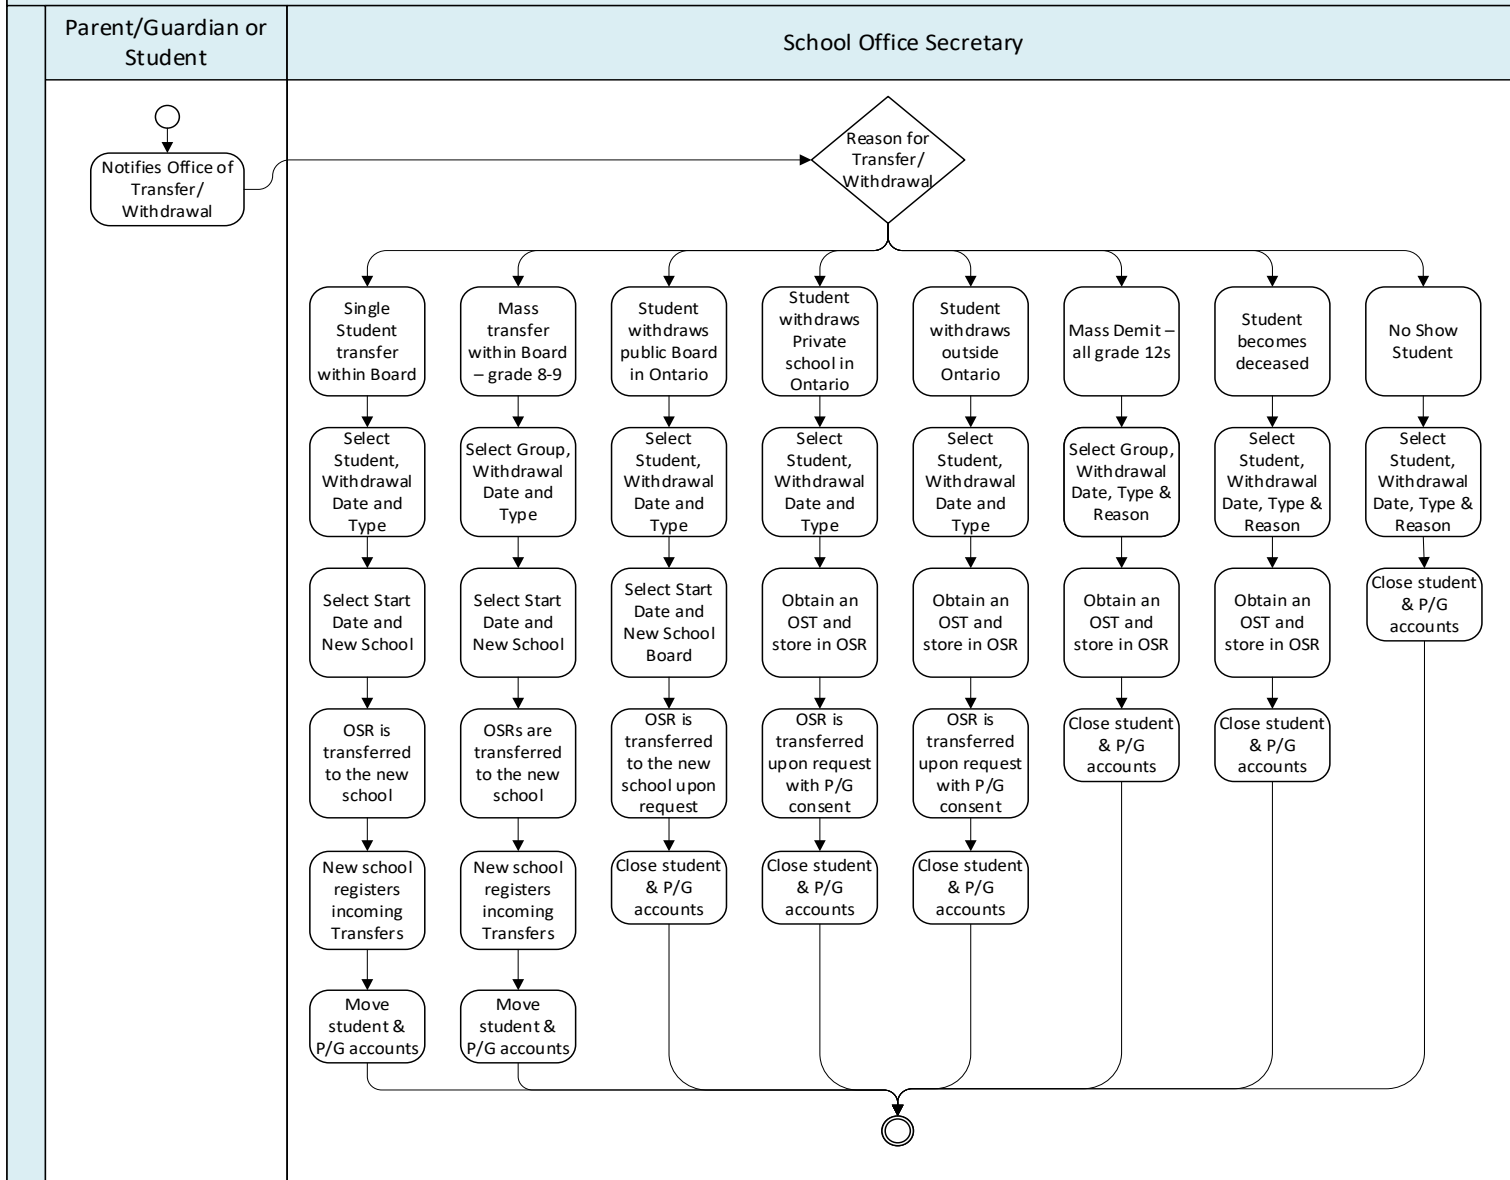 Parent/Guardian or
Student
School Office Secretary
Notifies Office of
Transfer/
Withdrawal
Reason for
Transfer/
Withdrawal
Single
Student
transfer
within Board
Mass
transfer
within Board
– grade 8-9
Student
withdraws
public Board
in Ontario
Student
withdraws
Private
school in
Ontario
Student
withdraws
outside
Ontario
Mass Demit –
all grade 12s
Student
becomes
deceased
No Show
Student
Select
Student,
Withdrawal
Date and
Type
Select Group,
Withdrawal
Date and
Type
Select
Student,
Withdrawal
Date and
Type
Select
Student,
Withdrawal
Date and
Type
Select
Student,
Withdrawal
Date and
Type
Select Group,
Withdrawal
Date, Type &
Reason
Select
Student,
Withdrawal
Date, Type &
Reason
Select
Student,
Withdrawal
Date, Type &
Reason
Select Start
Date and
New School
Select Start
Date and
New School
Select Start
Date and
New School
Board
Obtain an
OST and
store in OSR
Obtain an
OST and
store in OSR
Obtain an
OST and
store in OSR
Obtain an
OST and
store in OSR
Close student
& P/G
accounts
OSR is
transferred
to the new
school
OSRs are
transferred
to the new
school
OSR is
transferred
to the new
school upon
request
OSR is
transferred
upon request
with P/G
consent
OSR is
transferred
upon request
with P/G
consent
Close student
& P/G
accounts
Close student
& P/G
accounts
New school
registers
incoming
Transfers
New school
registers
incoming
Transfers
Close student
& P/G
accounts
Close student
& P/G
accounts
Close student
& P/G
accounts
Move
student &
P/G accounts
Move
student &
P/G accounts